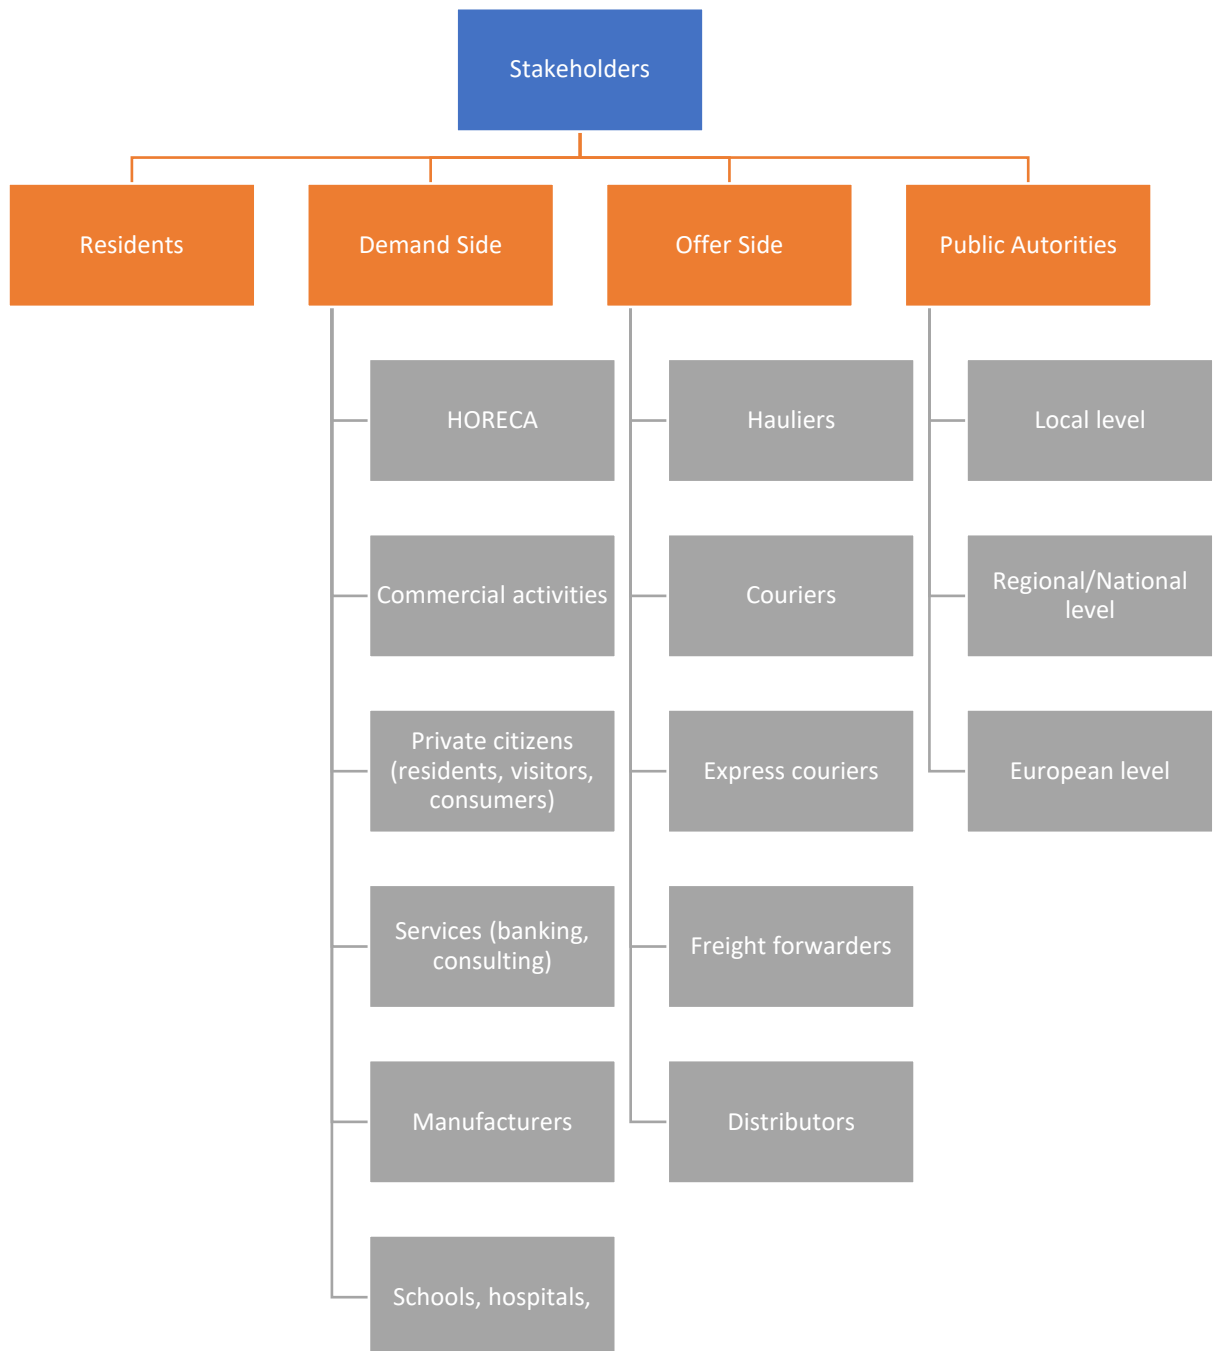 Stakeholders
Residents
Demand Side
Offer Side
Public Autorities
HORECA
Commercial activities
Private citizens
(residents, visitors,
consumers)
Services (banking,
consulting)
Manufacturers
Schools, hospitals,
Hauliers
Couriers
Express couriers
Freight forwarders
Distributors
Local level
Regional/National
level
European level